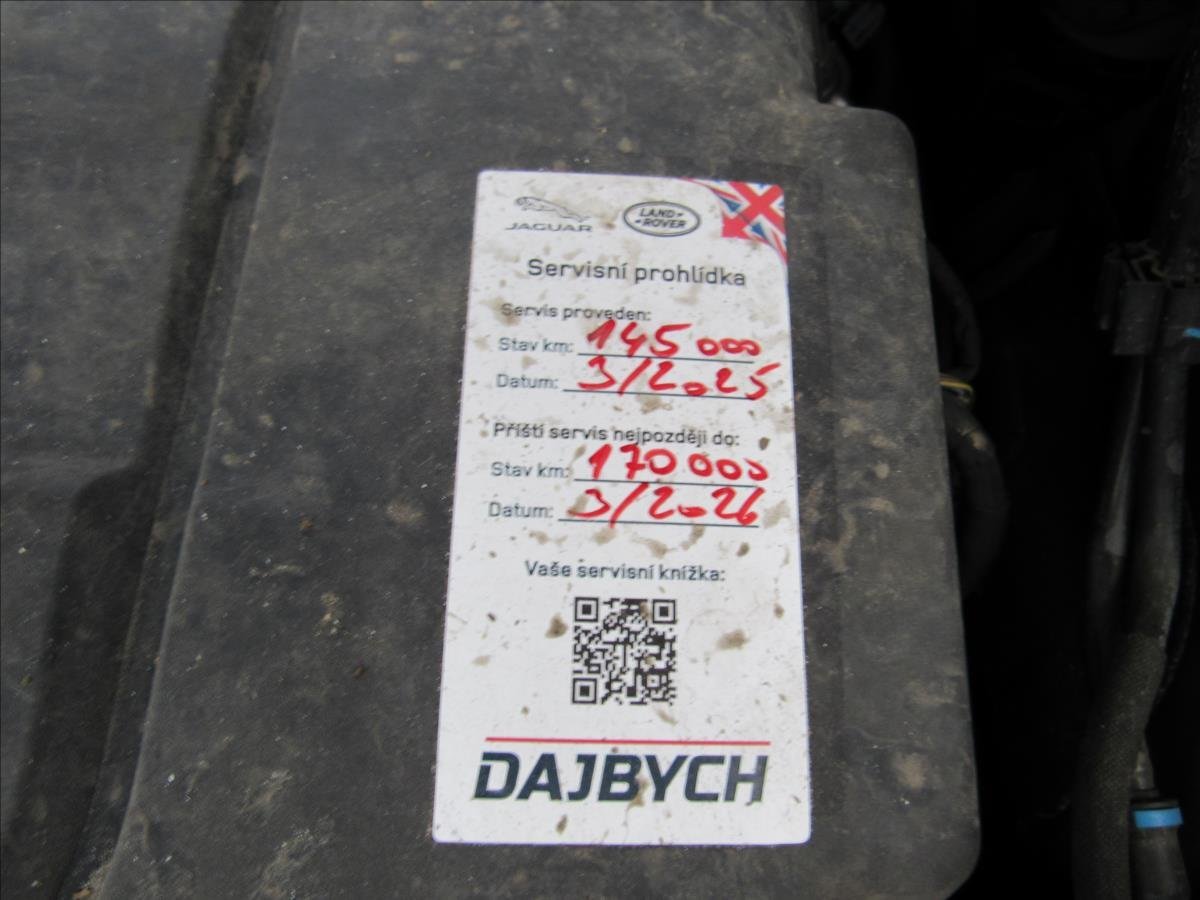 JAGUAR
LAND
ROVER
Servisní prohlídka
Servis proveden:
Stav km: 145 000
Datum: 3/2025
Příští servis nejpozději do:
Stav km: 170 000
Datum: 3/2026
Vaše servisní knížka:
DAJBYCH